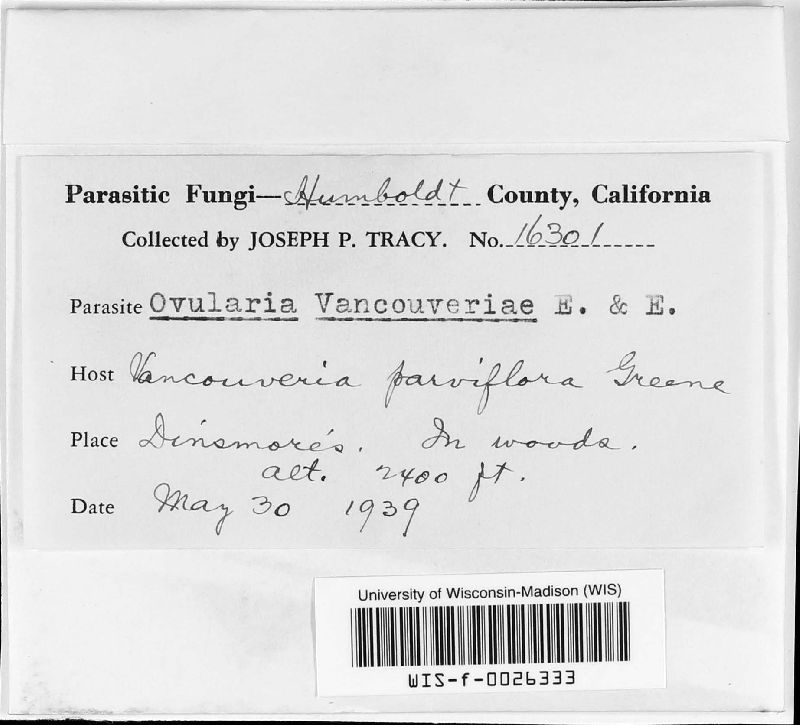 Parasitic Fungi—Humboldt County, California
Collected by JOSEPH P. TRACY. No. 16301
Parasite Ovularia Vancouveriae E. & E.
Host Vancouveria parviflora Greene
Place Dinsmore's. In woods.
alt. 2400 ft.
Date May 30 1939
University of Wisconsin-Madison (WIS)
WIS-f-0026333